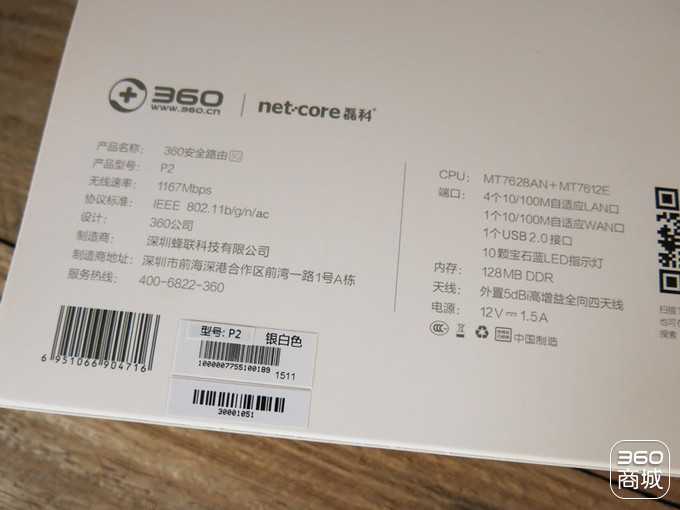 360
www.360.cn
net·core 磊科®
产品名称： 360安全路由 5G
产品型号： P2
无线速率： 1167Mbps
协议标准： IEEE 802.11b/g/n/ac
设计： 360公司
制造商： 深圳蜂联科技有限公司
制造商地址： 深圳市前海深港合作区前湾一路1号A栋
服务热线： 400-6822-360
CPU： MT7628AN+MT7612E
端口： 4个10/100M自适应LAN口
1个10/100M自适应WAN口
1个USB 2.0接口
10颗宝石蓝LED指示灯
内存： 128MB DDR
天线： 外置5dBi高增益全向四天线
电源： 12V⎓1.5A
中国制造
扫描下
也可在
搜索
6 951066 904716
型号: P2 银白色
1000007755100189 1511
30001051
360
商城